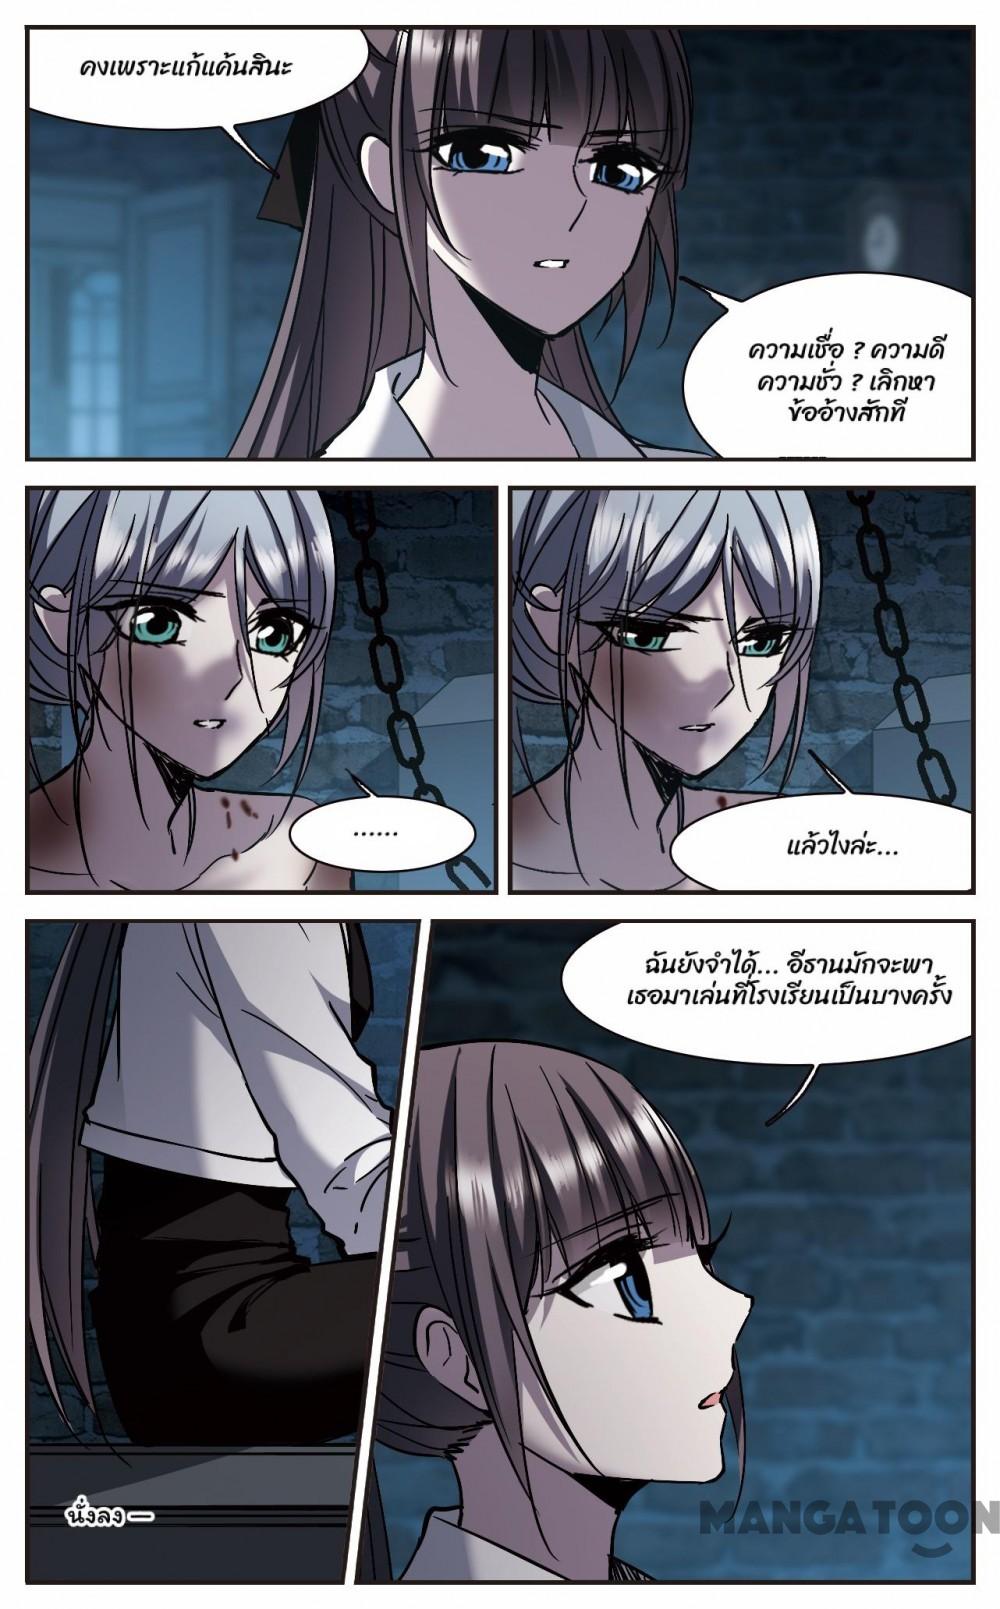 คงเพราะแก้แค้นสินะ
ความเชื่อ ? ความดี
ความชั่ว ? เลิกหา
ข้ออ้างสักที
......
แล้วไงล่ะ...
ฉันยังจำได้... อีธานมักจะพา
เธอมาเล่นที่โรงเรียนเป็นบางครั้ง
นั่งลง —
MANGATOON